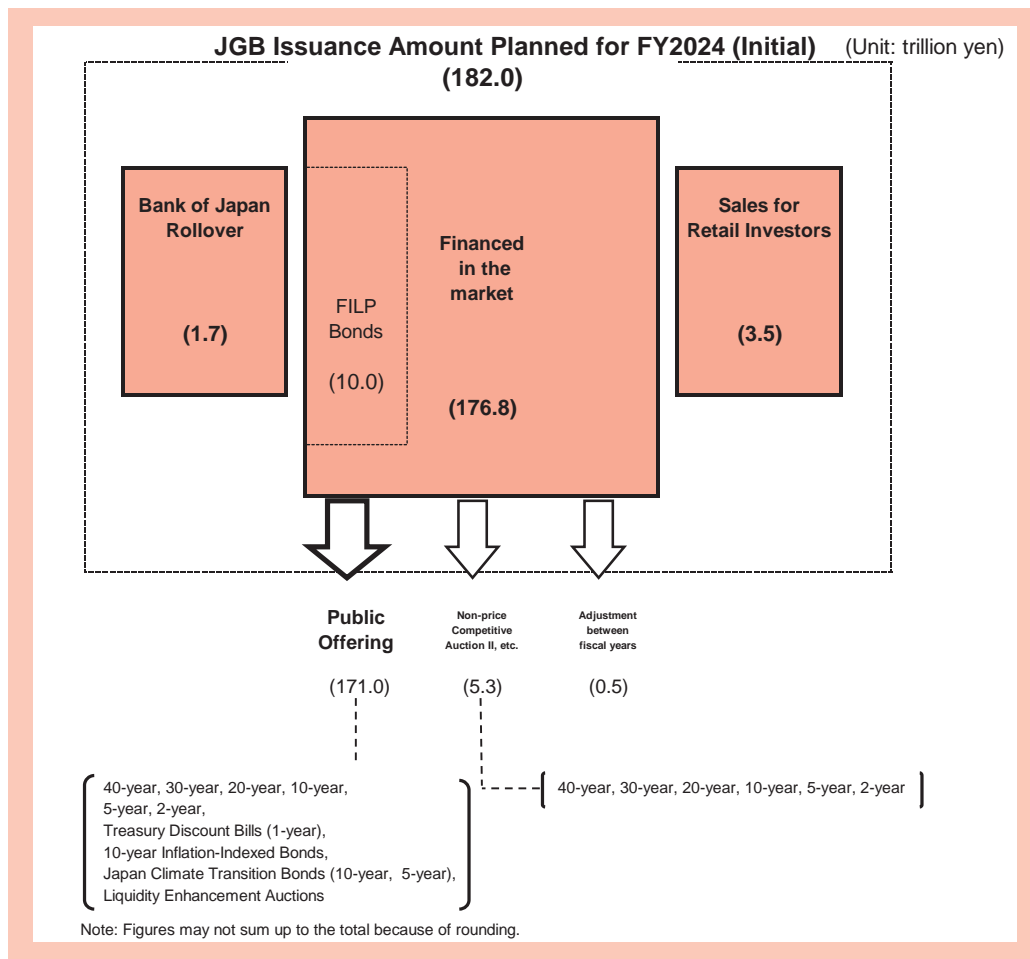 JGB Issuance Amount Planned for FY2024 (Initial) (Unit: trillion yen)
(182.0)
Bank of Japan
Rollover
(1.7)
FILP
Bonds
(10.0)
Financed
in the
market
(176.8)
Sales for
Retail Investors
(3.5)
Public
Offering
(171.0)
Non-price
Competitive
Auction II, etc.
(5.3)
Adjustment
between
fiscal years
(0.5)
40-year, 30-year, 20-year, 10-year,
5-year, 2-year,
Treasury Discount Bills (1-year),
10-year Inflation-Indexed Bonds,
Japan Climate Transition Bonds (10-year, 5-year),
Liquidity Enhancement Auctions
40-year, 30-year, 20-year, 10-year, 5-year, 2-year
Note: Figures may not sum up to the total because of rounding.